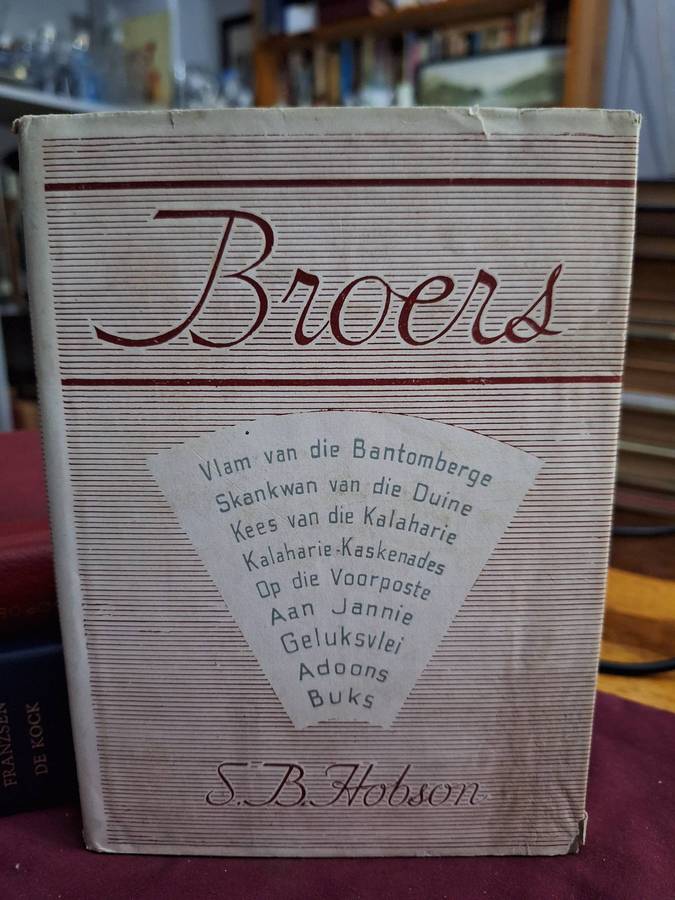 Broers
Vlam van die Bantomberge
Skankwan van die Duine
Kees van die Kalaharie
Kalaharie-Kaskenades
Op die Voorposte
Aan Jannie
Geluksvlei
Adoons
Buks
S. B. Hobson
FRANZSEN
DE KOCK